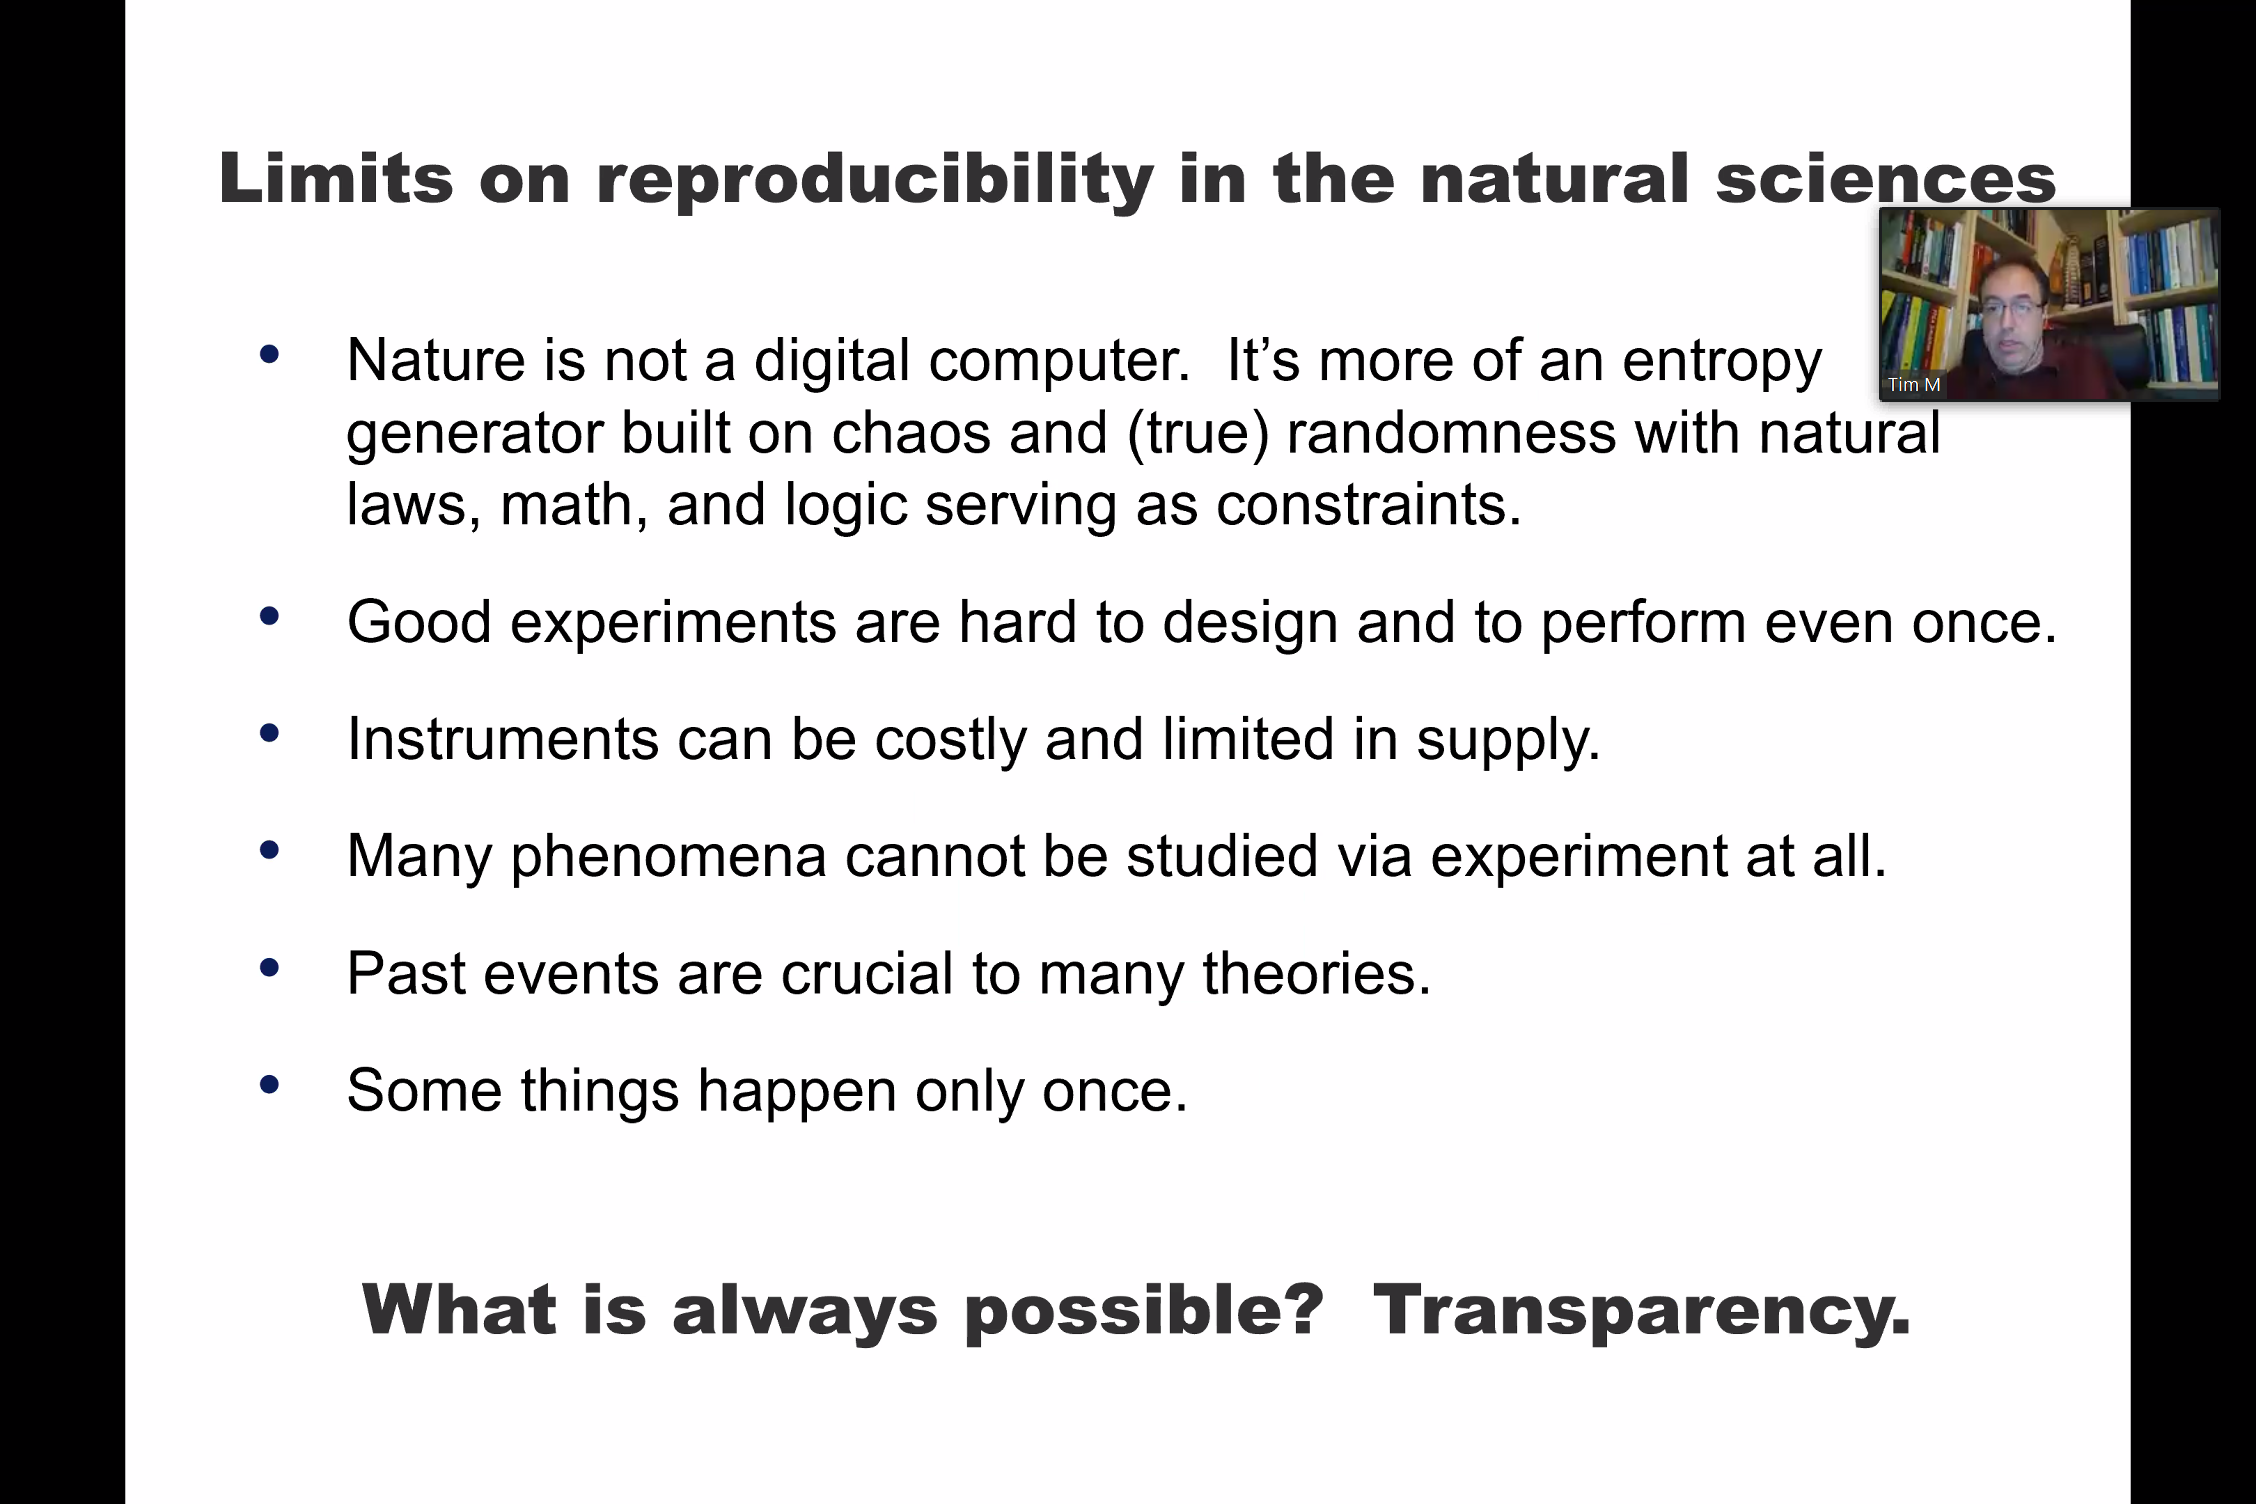 Limits on reproducibility in the natural sciences
Tim M
• Nature is not a digital computer.  It’s more of an entropy
generator built on chaos and (true) randomness with natural
laws, math, and logic serving as constraints.
• Good experiments are hard to design and to perform even once.
• Instruments can be costly and limited in supply.
• Many phenomena cannot be studied via experiment at all.
• Past events are crucial to many theories.
• Some things happen only once.
What is always possible?  Transparency.